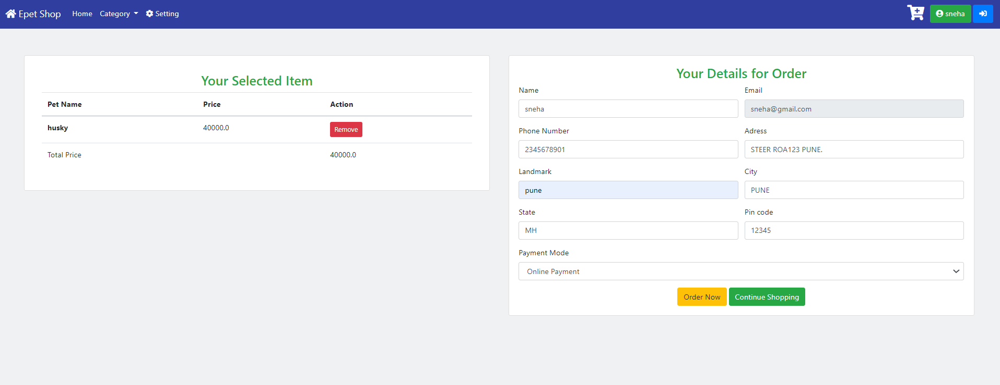 Epet Shop Home Category Setting sneha
Your Selected Item
Pet Name Price Action
husky 40000.0 Remove
Total Price 40000.0
Your Details for Order
Name Email
sneha sneha@gmail.com
Phone Number Adress
2345678901 STEER ROA123 PUNE.
Landmark City
pune PUNE
State Pin code
MH 12345
Payment Mode
Online Payment
Order Now Continue Shopping